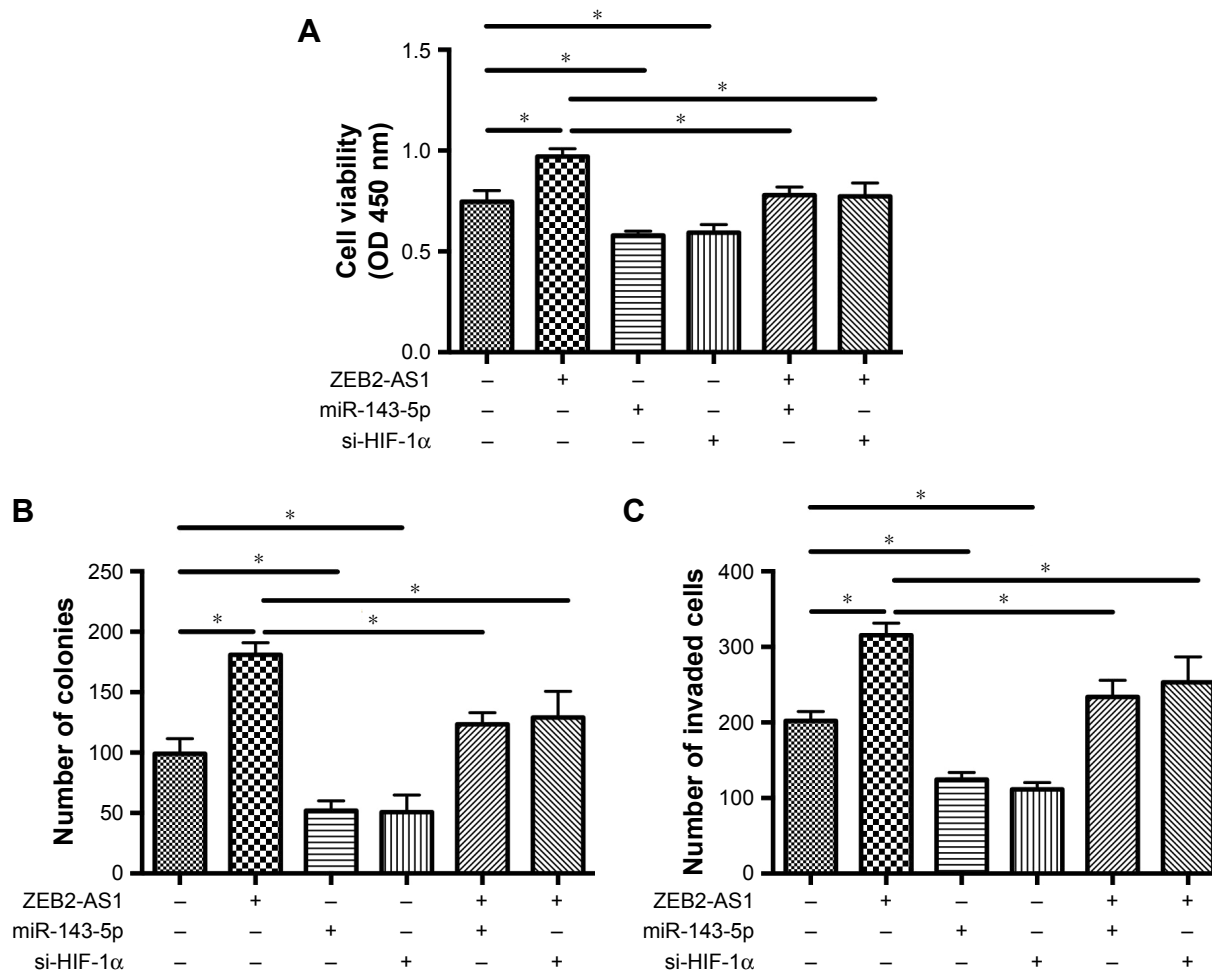 A
Cell viability
(OD 450 nm)
1.5
1.0
0.5
0.0
* * * * *
ZEB2-AS1 – + – – + +
miR-143-5p – – + – + –
si-HIF-1α – – – + – +
B
Number of colonies
250
200
150
100
50
0
* * * * *
ZEB2-AS1 – + – – + +
miR-143-5p – – + – + –
si-HIF-1α – – – + – +
C
Number of invaded cells
400
300
200
100
0
* * * * *
ZEB2-AS1 – + – – + +
miR-143-5p – – + – + –
si-HIF-1α – – – + – +